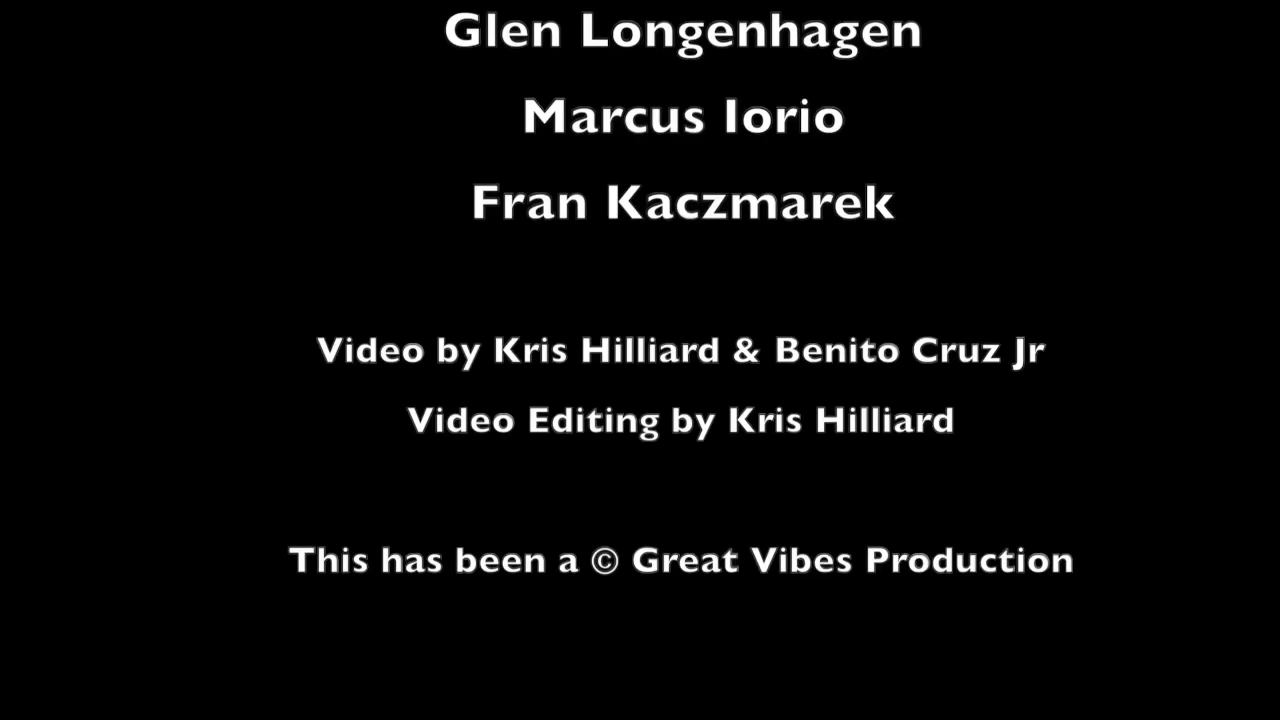 Glen Longenhagen
Marcus Iorio
Fran Kaczmarek
Video by Kris Hilliard & Benito Cruz Jr
Video Editing by Kris Hilliard
This has been a © Great Vibes Production